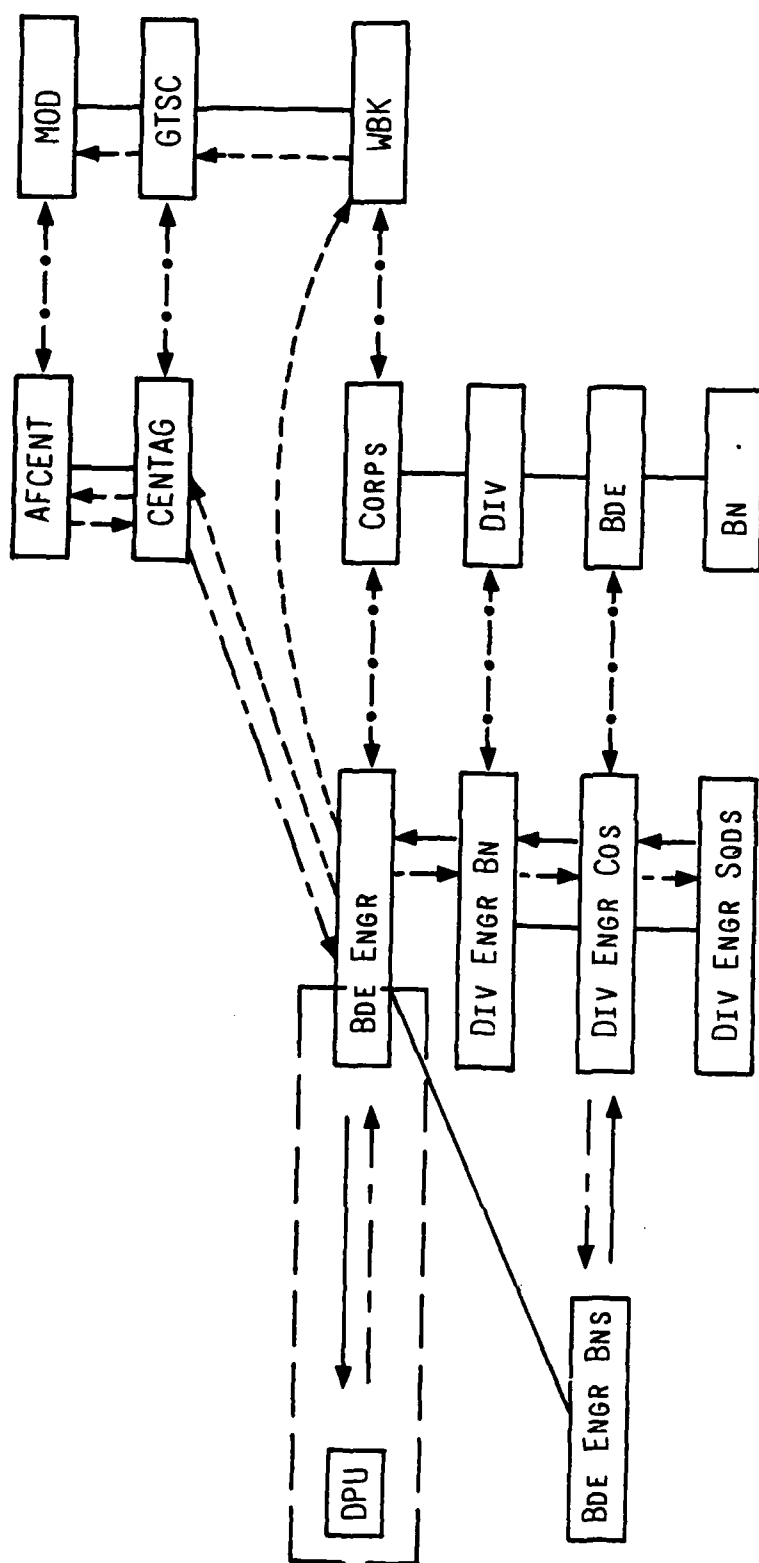 AFCENT
MOD
CENTAG
GTSC
DPU
BDE ENGR
CORPS
WBK
DIV ENGR BN
DIV
BDE ENGR BNS
DIV ENGR COS
BDE
DIV ENGR SQDS
BN